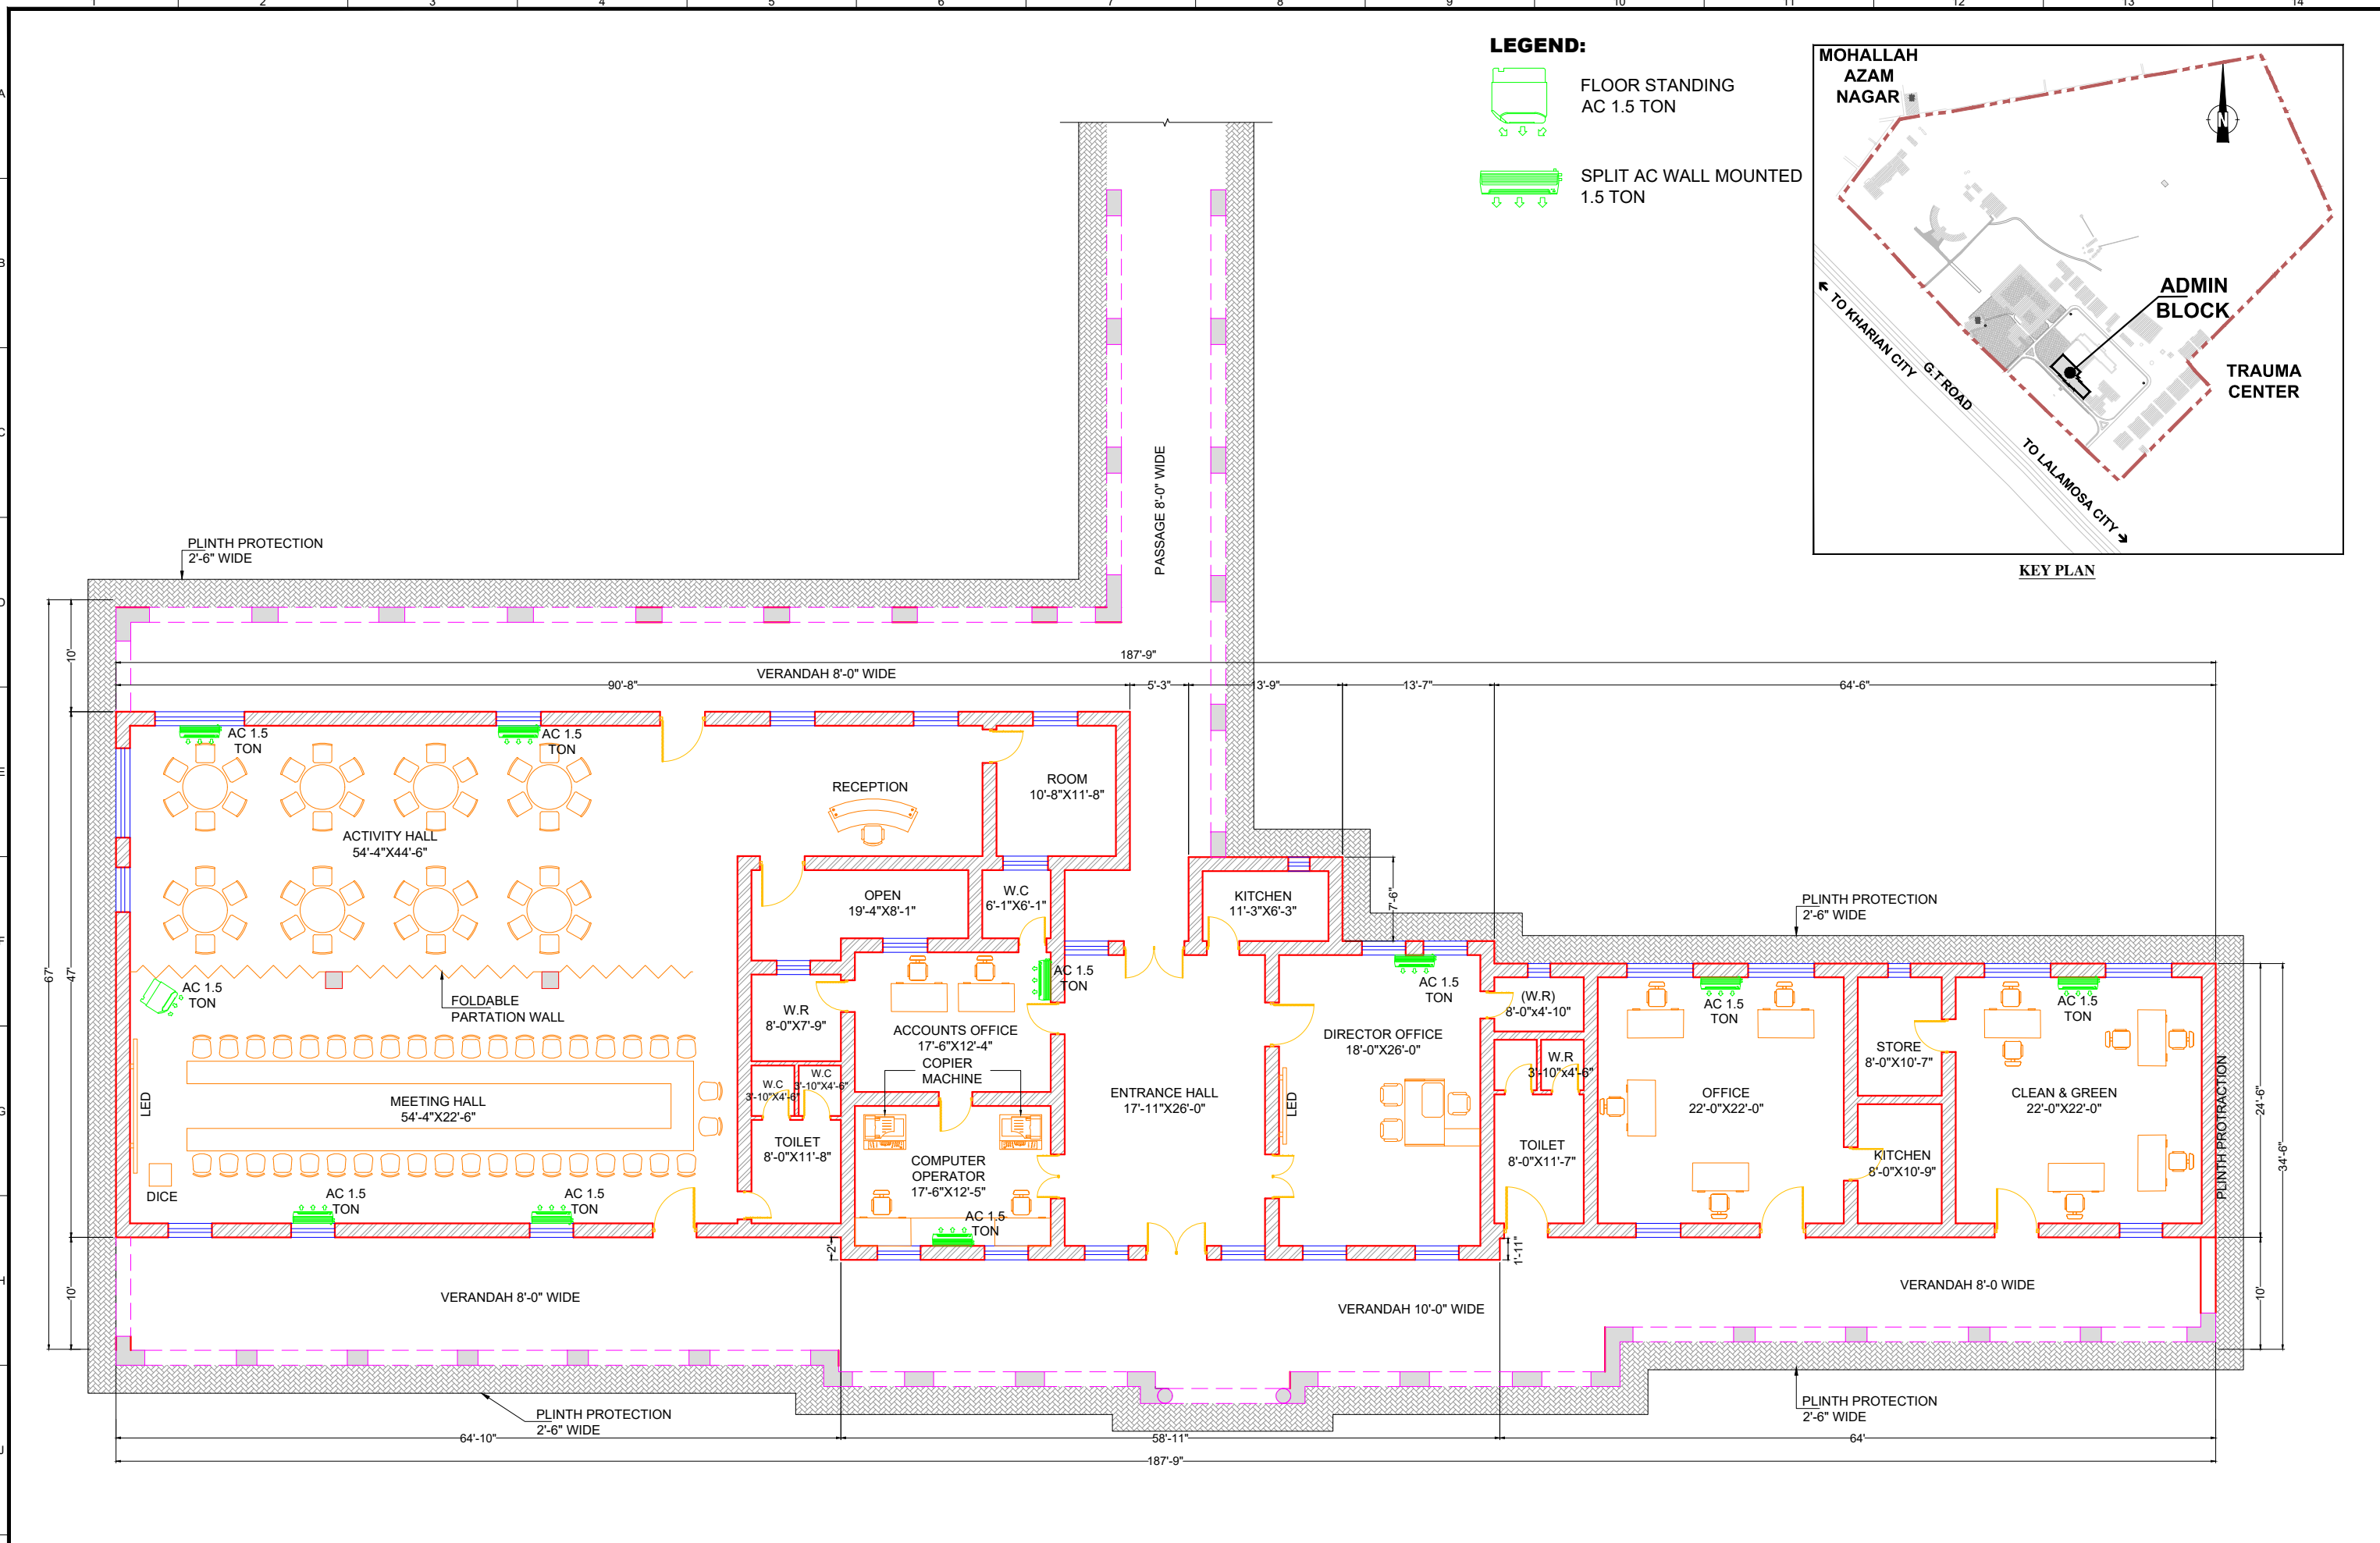 1 2 3 4 5 6 7 8 9 10 11 12 13 14
A
B
C
D
E
F
G
H
J
LEGEND:
FLOOR STANDING
AC 1.5 TON
SPLIT AC WALL MOUNTED
1.5 TON
MOHALLAH
AZAM
NAGAR
N
ADMIN
BLOCK
TRAUMA
CENTER
TO KHARIAN CITY
G.T ROAD
TO LALAMOSA CITY
KEY PLAN
PASSAGE 8'-0" WIDE
PLINTH PROTECTION
2'-6" WIDE
187'-9"
VERANDAH 8'-0" WIDE
90'-8"
5'-3"
13'-9"
13'-7"
64'-6"
10'
67'
47'
10'
AC 1.5
TON
AC 1.5
TON
ACTIVITY HALL
54'-4"X44'-6"
RECEPTION
ROOM
10'-8"X11'-8"
OPEN
19'-4"X8'-1"
W.C
6'-1"X6'-1"
KITCHEN
11'-3"X6'-3"
7'-6"
PLINTH PROTECTION
2'-6" WIDE
AC 1.5
TON
FOLDABLE
PARTATION WALL
W.R
8'-0"X7'-9"
ACCOUNTS OFFICE
17'-6"X12'-4"
COPIER
MACHINE
AC 1.5
TON
AC 1.5
TON
DIRECTOR OFFICE
18'-0"X26'-0"
(W.R)
8'-0"x4'-10"
AC 1.5
TON
AC 1.5
TON
STORE
8'-0"X10'-7"
W.C
3'-10"X4'-6"
W.C
3'-10"X4'-6"
W.R
3'-10"x4'-6"
LED
MEETING HALL
54'-4"X22'-6"
ENTRANCE HALL
17'-11"X26'-0"
LED
OFFICE
22'-0"X22'-0"
CLEAN & GREEN
22'-0"X22'-0"
PLINTH PROTRACTION
24'-6"
34'-6"
TOILET
8'-0"X11'-8"
COMPUTER
OPERATOR
17'-6"X12'-5"
TOILET
8'-0"X11'-7"
KITCHEN
8'-0"X10'-9"
DICE
AC 1.5
TON
AC 1.5
TON
AC 1.5
TON
2'
1'-11"
VERANDAH 8'-0" WIDE
VERANDAH 10'-0" WIDE
VERANDAH 8'-0 WIDE
10'
PLINTH PROTECTION
2'-6" WIDE
PLINTH PROTECTION
2'-6" WIDE
64'-10"
58'-11"
64'
187'-9"